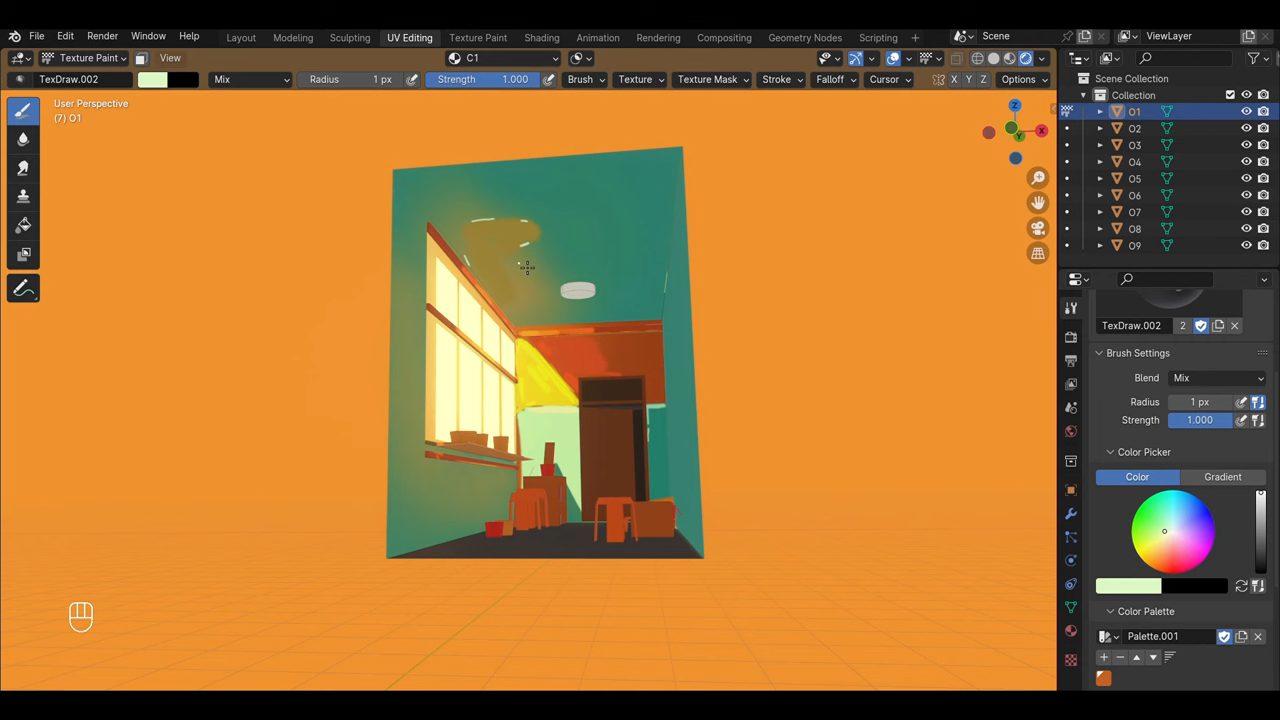 File Edit Render Window Help Layout Modeling Sculpting UV Editing Texture Paint Shading Animation Rendering Compositing Geometry Nodes Scripting + Scene ViewLayer
Texture Paint View C1
TexDraw.002 Mix Radius 1 px Strength 1.000 Brush Texture Texture Mask Stroke Falloff Cursor X Y Z Options
User Perspective
(7) O1
Z
X
Y
Scene Collection
Collection
O1
O2
O3
O4
O5
O6
O7
O8
O9
TexDraw.002 2
Brush Settings
Blend Mix
Radius 1 px
Strength 1.000
Color Picker
Color Gradient
Color Palette
Palette.001